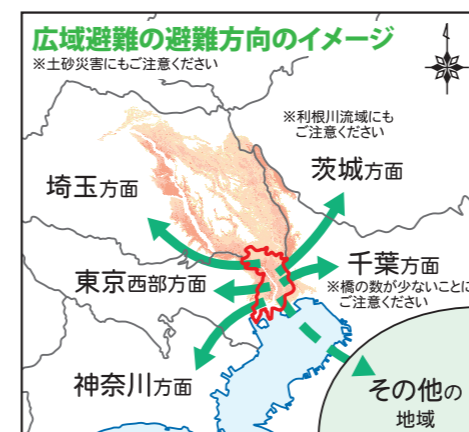 広域避難の避難方向のイメージ
※土砂災害にもご注意ください
※利根川流域にも
ご注意ください
茨城方面
埼玉方面
千葉方面
※橋の数が少ないことに
ご注意ください
東京西部方面
神奈川方面
その他の
地域